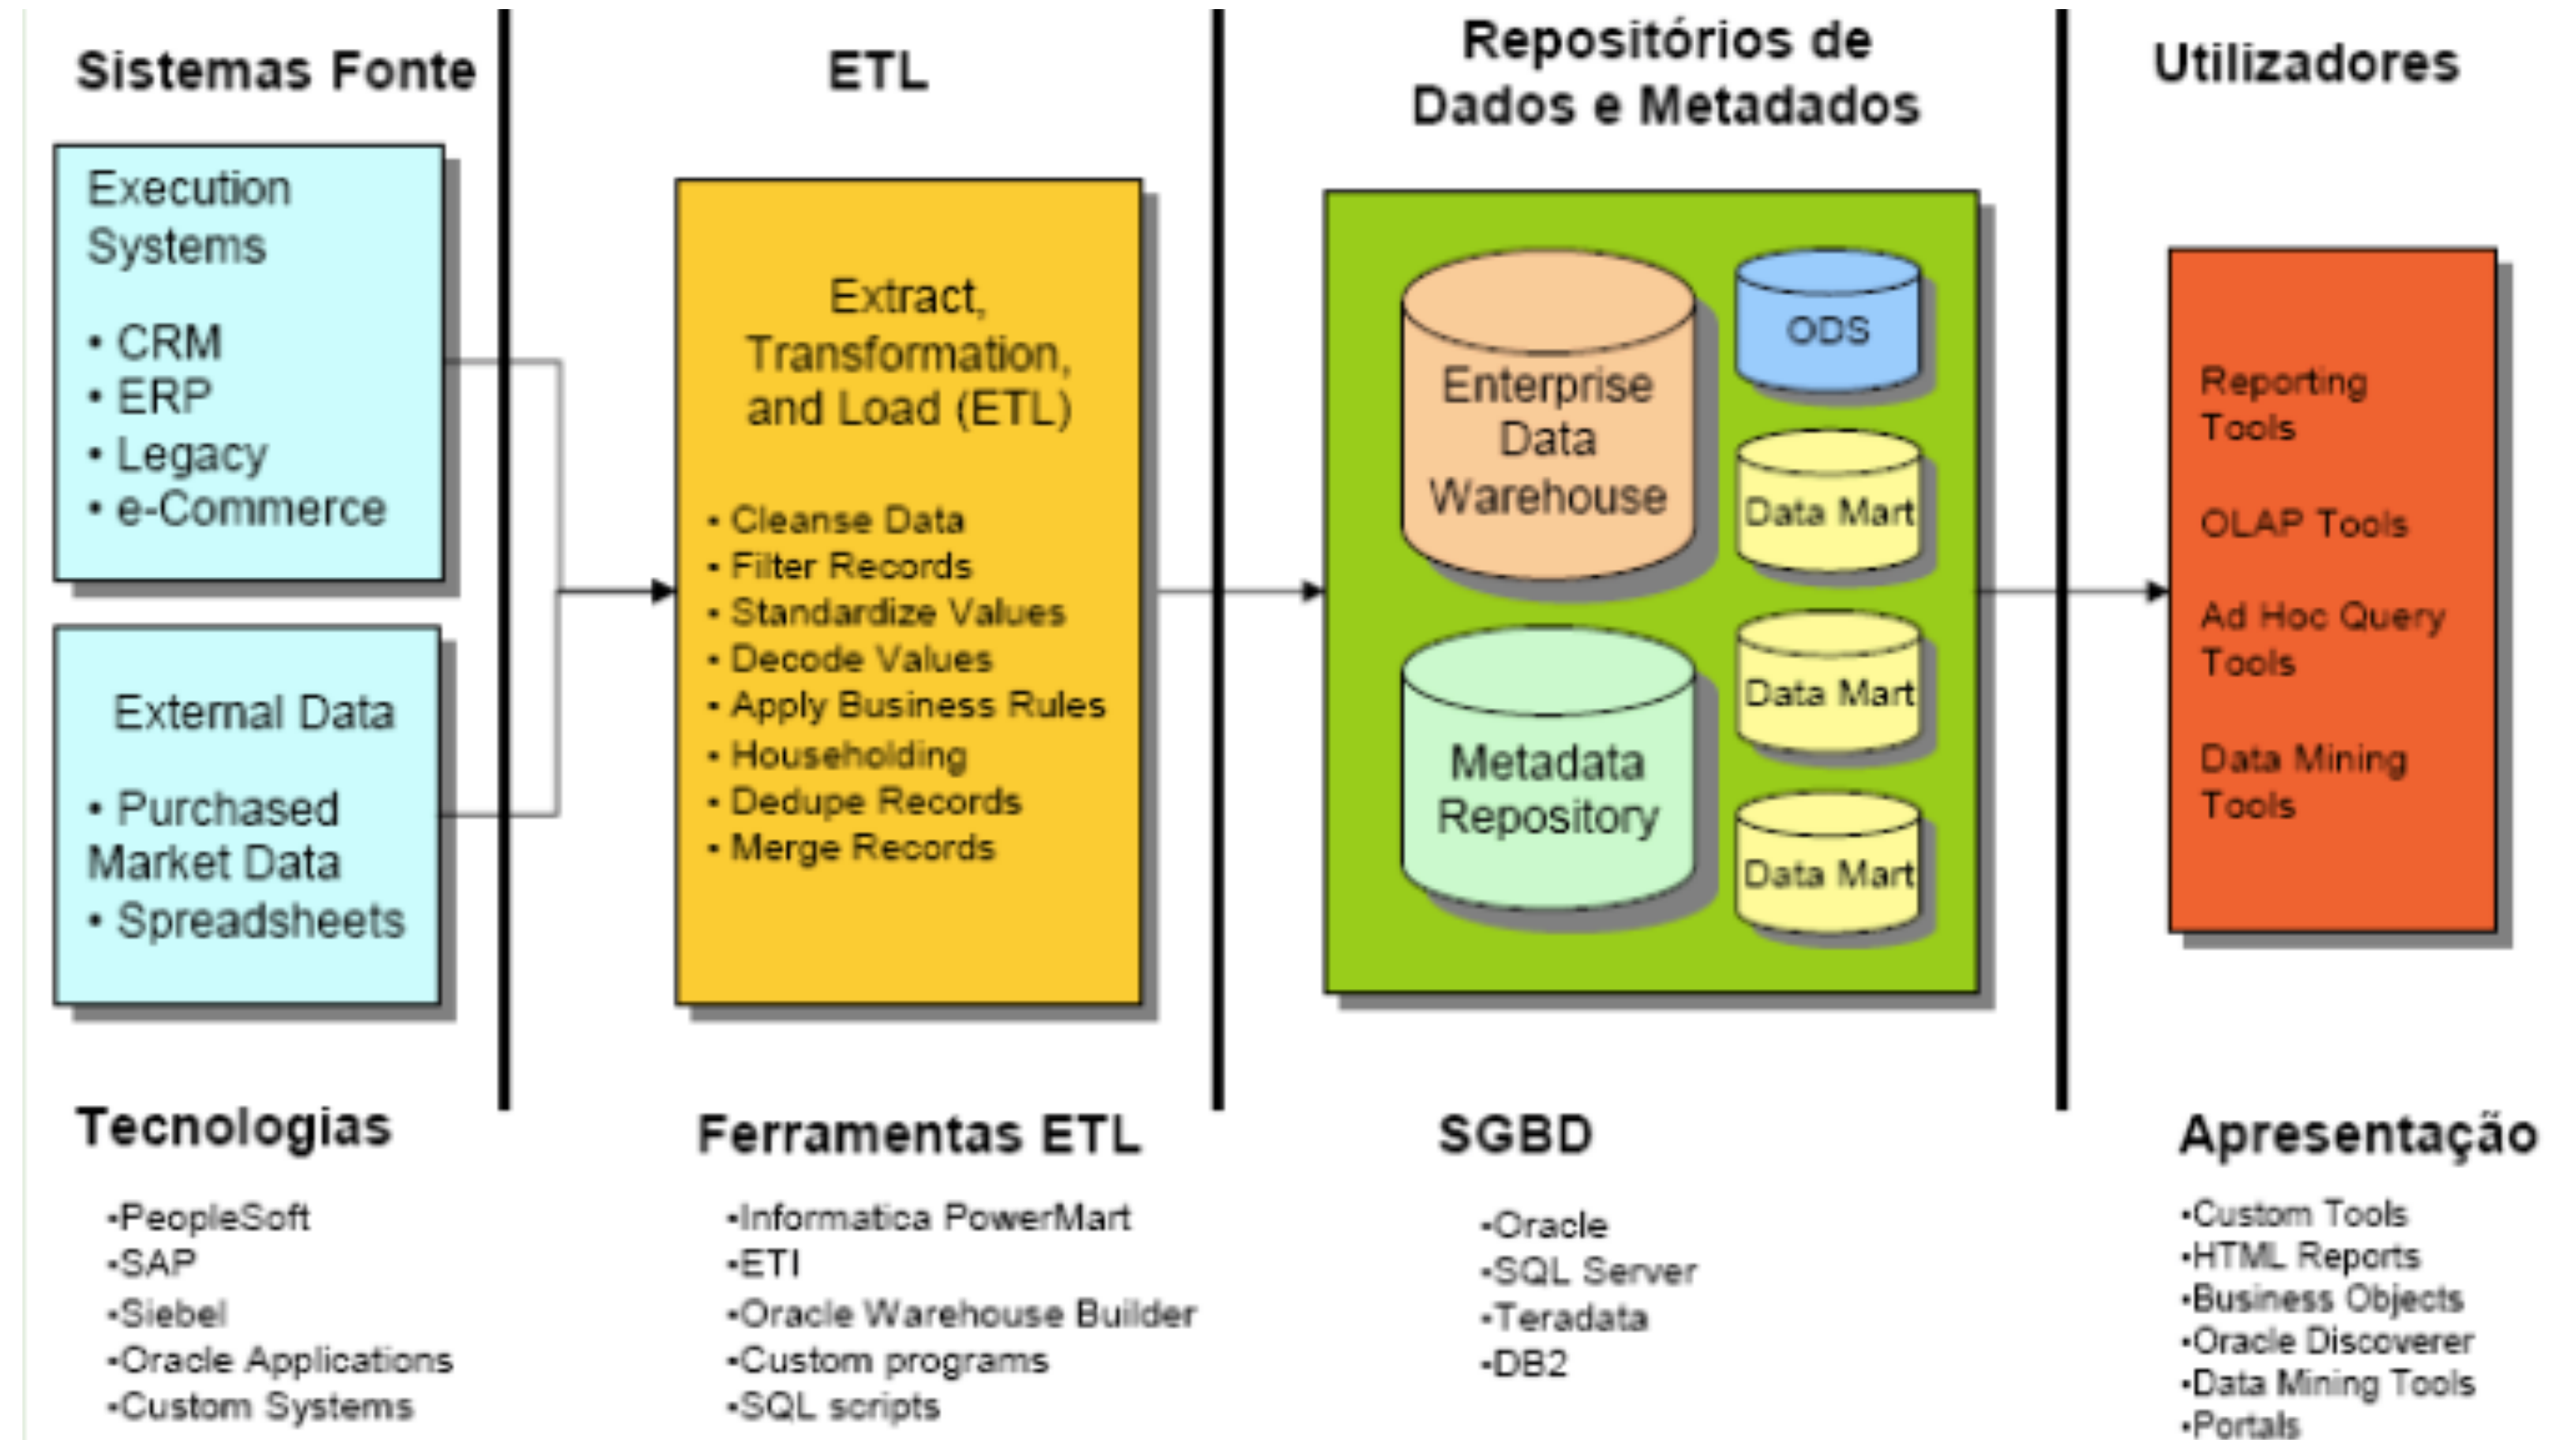 Sistemas Fonte
Execution
Systems
• CRM
• ERP
• Legacy
• e-Commerce
External Data
• Purchased
Market Data
• Spreadsheets
Tecnologias
•PeopleSoft
•SAP
•Siebel
•Oracle Applications
•Custom Systems
ETL
Extract,
Transformation,
and Load (ETL)
• Cleanse Data
• Filter Records
• Standardize Values
• Decode Values
• Apply Business Rules
• Householding
• Dedupe Records
• Merge Records
Ferramentas ETL
•Informatica PowerMart
•ETI
•Oracle Warehouse Builder
•Custom programs
•SQL scripts
Repositórios de
Dados e Metadados
Enterprise
Data
Warehouse
Metadata
Repository
ODS
Data Mart
Data Mart
Data Mart
SGBD
•Oracle
•SQL Server
•Teradata
•DB2
Utilizadores
Reporting
Tools
OLAP Tools
Ad Hoc Query
Tools
Data Mining
Tools
Apresentação
•Custom Tools
•HTML Reports
•Business Objects
•Oracle Discoverer
•Data Mining Tools
•Portals